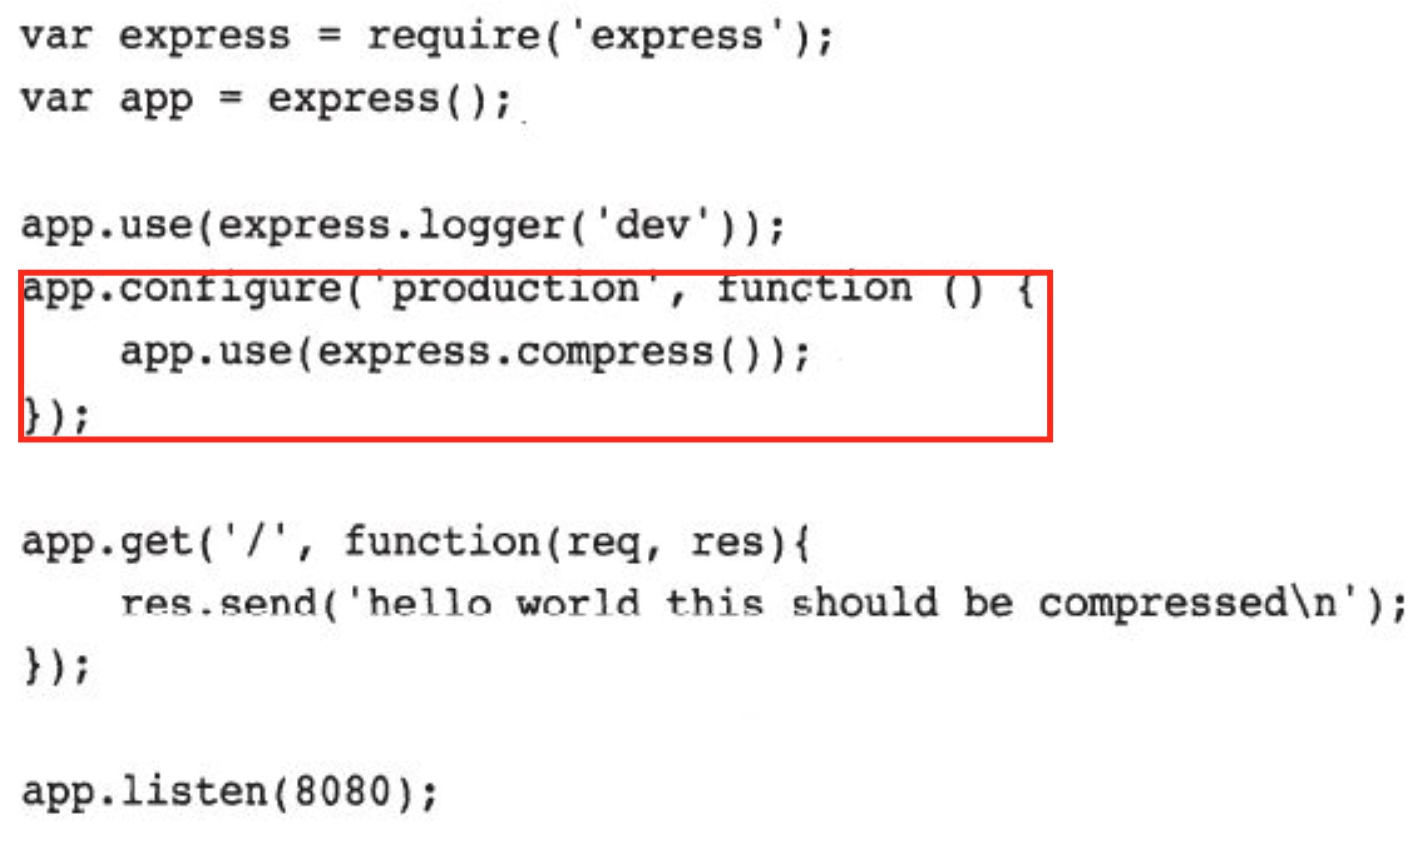 var express = require('express');
var app = express();
app.use(express.logger('dev'));
app.configure('production', function () {
    app.use(express.compress());
});
app.get('/', function(req, res){
    res.send('hello world this should be compressed\n');
});
app.listen(8080);